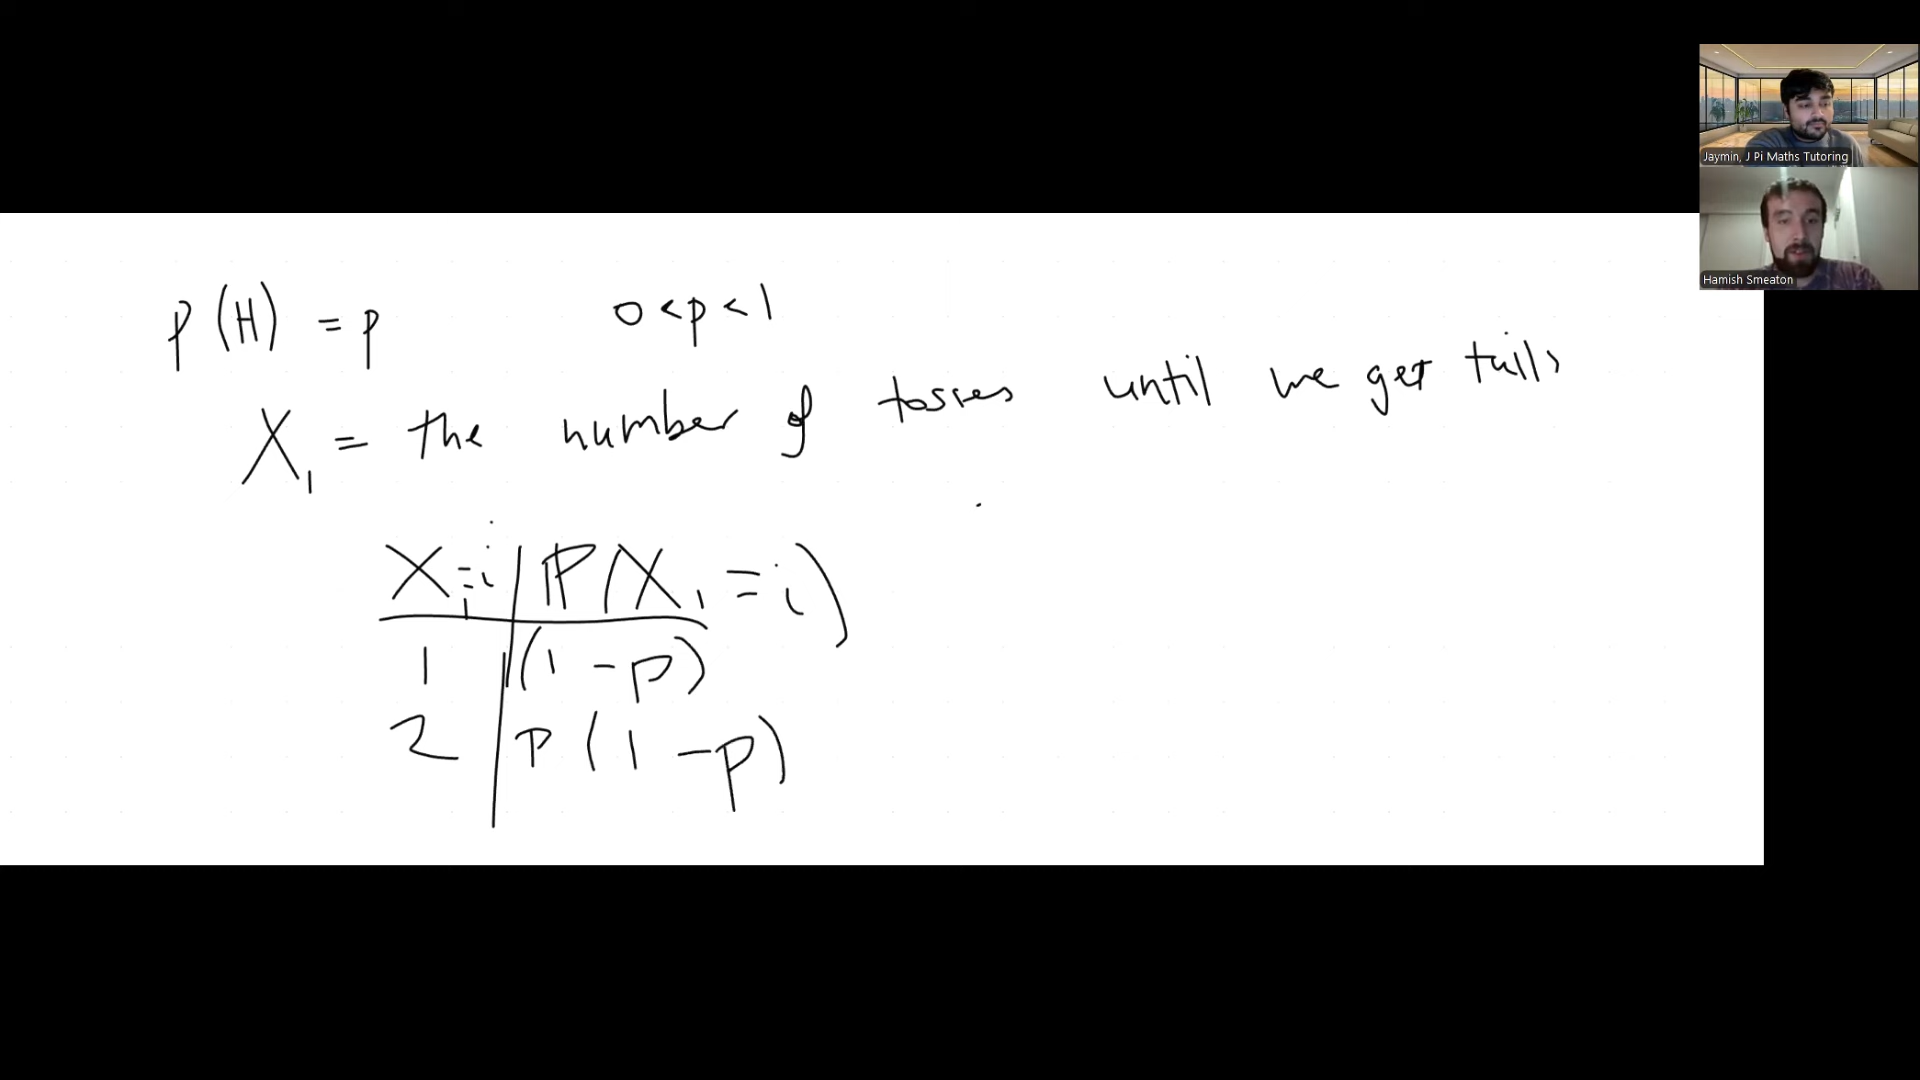 Jaymin, J Pi Maths Tutoring
Hamish Smeaton
P(H) = p 0 < p < 1
X₁ = the number of tosses until we get tails
X₁ = i | ℙ(X₁ = i)
1 | (1 - p)
2 | p(1 - p)